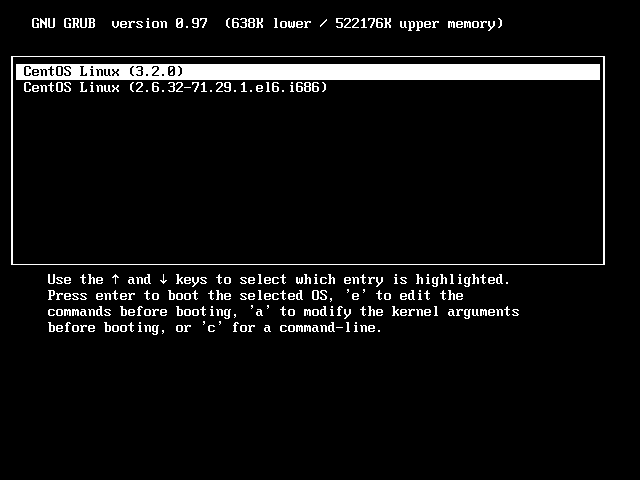 GNU GRUB  version 0.97  (638K lower / 522176K upper memory)
CentOS Linux (3.2.0)
CentOS Linux (2.6.32-71.29.1.el6.i686)
Use the ↑ and ↓ keys to select which entry is highlighted.
Press enter to boot the selected OS, 'e' to edit the
commands before booting, 'a' to modify the kernel arguments
before booting, or 'c' for a command-line.